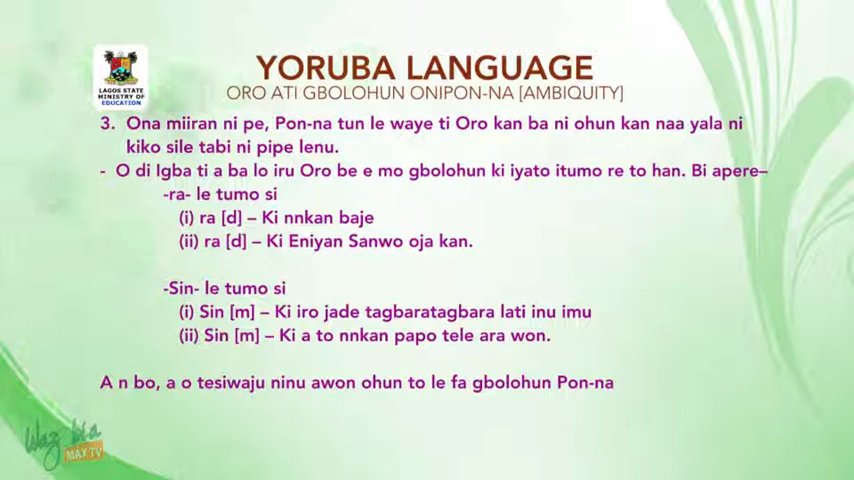 LAGOS STATE
MINISTRY OF
EDUCATION
YORUBA LANGUAGE
ORO ATI GBOLOHUN ONIPON-NA [AMBIQUITY]
3. Ona miiran ni pe, Pon-na tun le waye ti Oro kan ba ni ohun kan naa yala ni
kiko sile tabi ni pipe lenu.
- O di Igba ti a ba lo iru Oro be e mo gbolohun ki iyato itumo re to han. Bi apere–
-ra- le tumo si
(i) ra [d] – Ki nnkan baje
(ii) ra [d] – Ki Eniyan Sanwo oja kan.
-Sin- le tumo si
(i) Sin [m] – Ki iro jade tagbaratagbara lati inu imu
(ii) Sin [m] – Ki a to nnkan papo tele ara won.
A n bo, a o tesiwaju ninu awon ohun to le fa gbolohun Pon-na
MAX TV